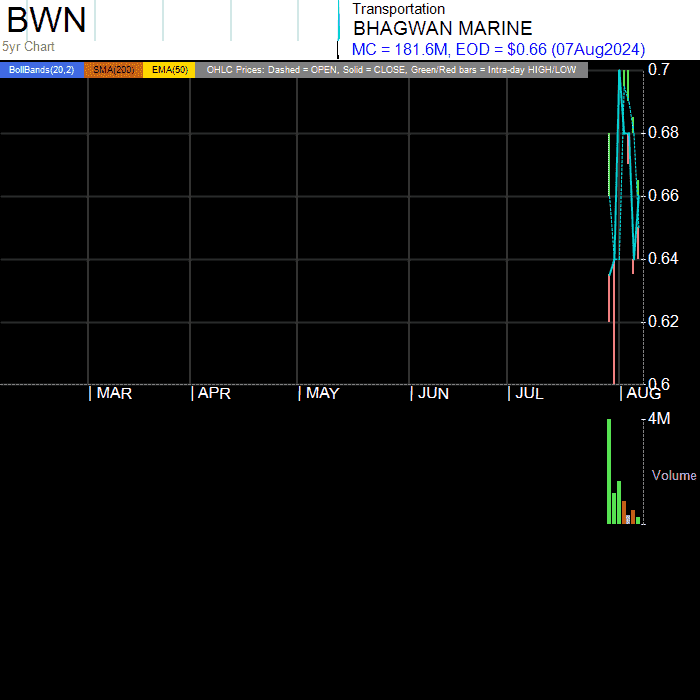 BWN
5yr Chart
Transportation
BHAGWAN MARINE
MC = 181.6M, EOD = $0.66 (07Aug2024)
BollBands(20,2) SMA(200) EMA(50) OHLC Prices: Dashed = OPEN, Solid = CLOSE, Green/Red bars = Intra-day HIGH/LOW
0.7
0.68
0.66
0.64
0.62
0.6
MAR APR MAY JUN JUL AUG
4M
Volume